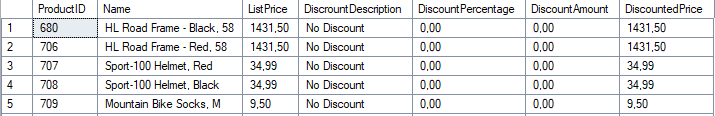 ProductID Name ListPrice DiscrountDescription DiscountPercentage DiscountAmount DiscountedPrice
1 680 HL Road Frame - Black, 58 1431,50 No Discount 0,00 0,00 1431,50
2 706 HL Road Frame - Red, 58 1431,50 No Discount 0,00 0,00 1431,50
3 707 Sport-100 Helmet, Red 34,99 No Discount 0,00 0,00 34,99
4 708 Sport-100 Helmet, Black 34,99 No Discount 0,00 0,00 34,99
5 709 Mountain Bike Socks, M 9,50 No Discount 0,00 0,00 9,50